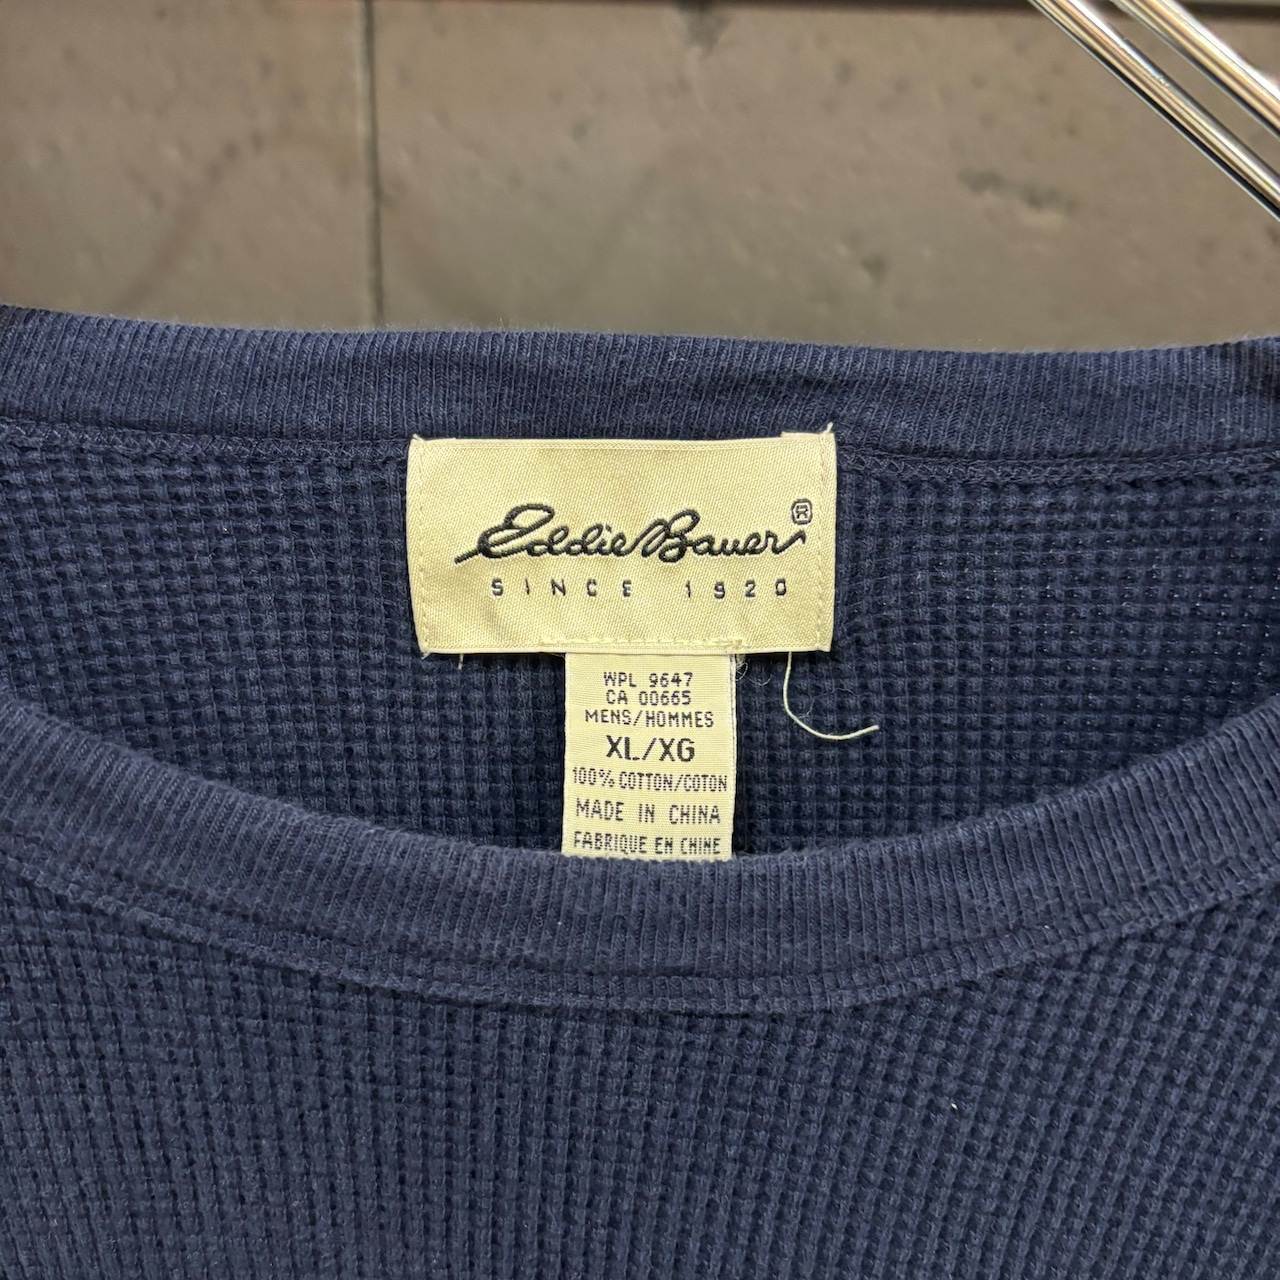 Eddie Bauer ®
SINCE 1920
WPL 9647
CA 00665
MENS/HOMMES
XL/XG
100% COTTON/COTON
MADE IN CHINA
FABRIQUE EN CHINE